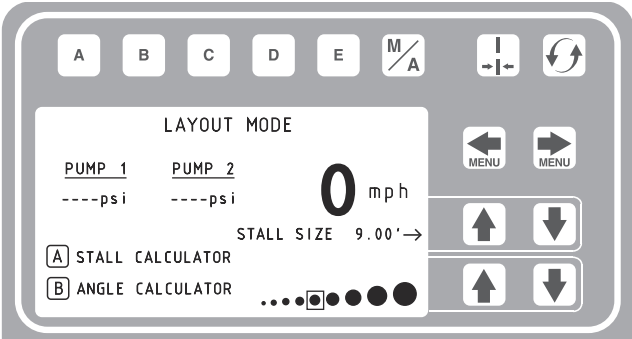 A B C D E M/A
LAYOUT MODE
MENU MENU
PUMP 1 PUMP 2
----psi ----psi 0 mph
STALL SIZE 9.00'→
A STALL CALCULATOR
B ANGLE CALCULATOR